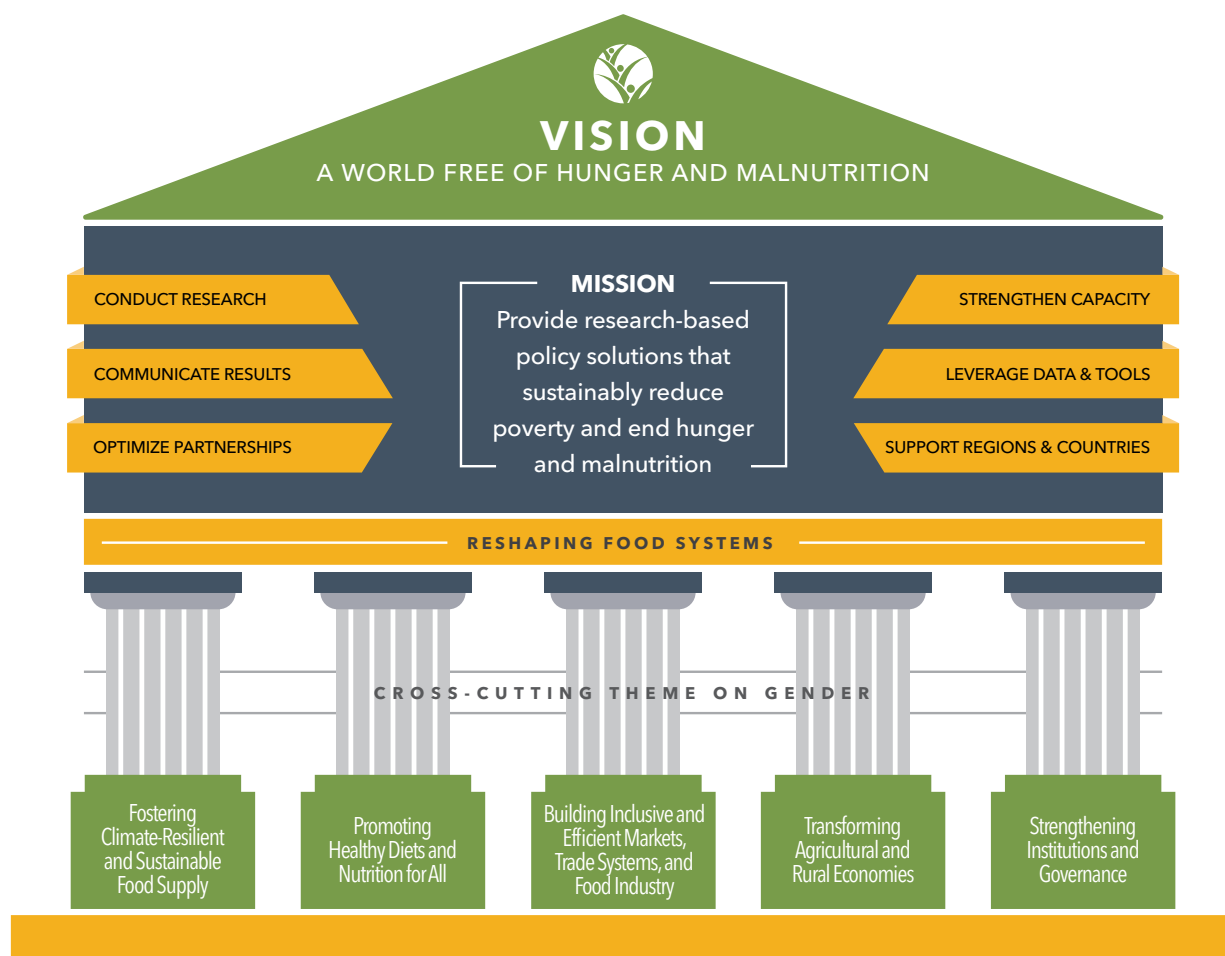 VISION
A WORLD FREE OF HUNGER AND MALNUTRITION
CONDUCT RESEARCH
COMMUNICATE RESULTS
OPTIMIZE PARTNERSHIPS
MISSION
Provide research-based
policy solutions that
sustainably reduce
poverty and end hunger
and malnutrition
STRENGTHEN CAPACITY
LEVERAGE DATA & TOOLS
SUPPORT REGIONS & COUNTRIES
RESHAPING FOOD SYSTEMS
CROSS-CUTTING THEME ON GENDER
Fostering
Climate-Resilient
and Sustainable
Food Supply
Promoting
Healthy Diets and
Nutrition for All
Building Inclusive and
Efficient Markets,
Trade Systems, and
Food Industry
Transforming
Agricultural and
Rural Economies
Strengthening
Institutions and
Governance